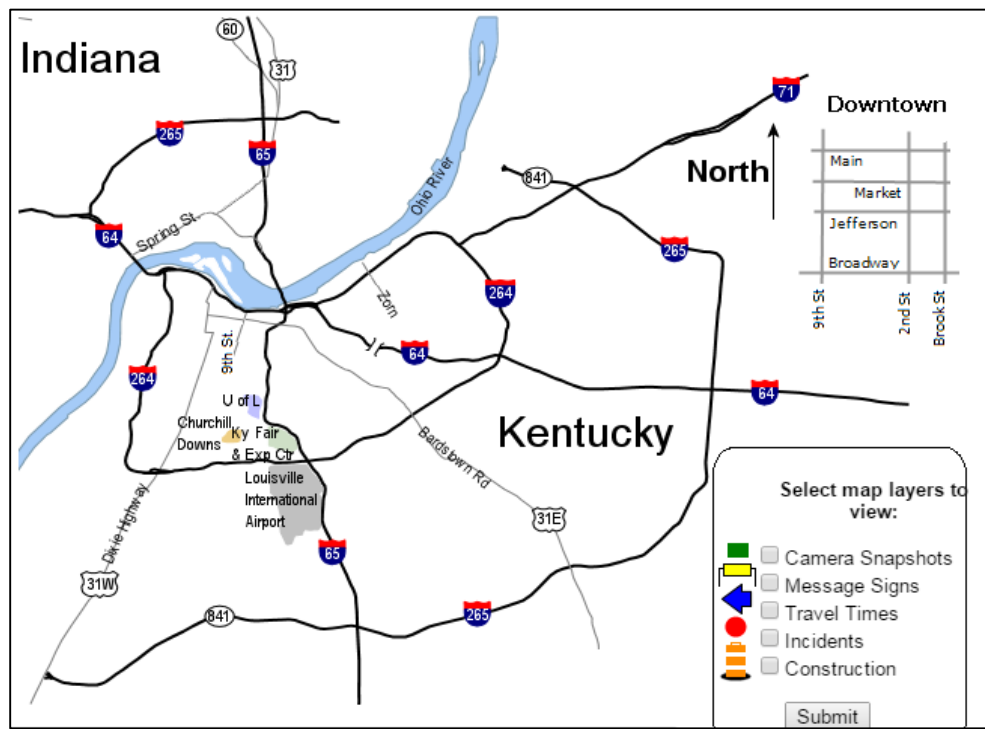 60
Indiana
31
71
Downtown
265
65
Main
North
Ohio River
841
Market
Spring St
64
Jefferson
265
Broadway
264
Zorn
9th St
2nd St
Brook St
9th St.
64
264
64
U of L
Churchill
Downs
Ky Fair
& Exp Ctr
Kentucky
Bardstown Rd
Louisville
International
Airport
Dixie Highway
31E
65
31W
841
265
Select map layers to
view:
Camera Snapshots
Message Signs
Travel Times
Incidents
Construction
Submit